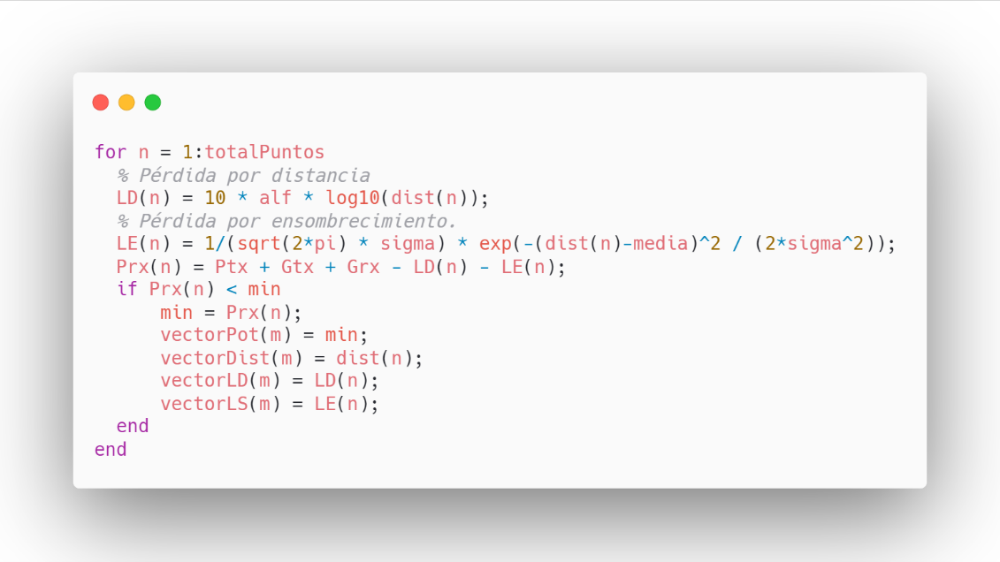 for n = 1:totalPuntos
% Pérdida por distancia
LD(n) = 10 * alf * log10(dist(n));
% Pérdida por ensombrecimiento.
LE(n) = 1/(sqrt(2*pi) * sigma) * exp(-(dist(n)-media)^2 / (2*sigma^2));
Prx(n) = Ptx + Gtx + Grx - LD(n) - LE(n);
if Prx(n) < min
min = Prx(n);
vectorPot(m) = min;
vectorDist(m) = dist(n);
vectorLD(m) = LD(n);
vectorLS(m) = LE(n);
end
end